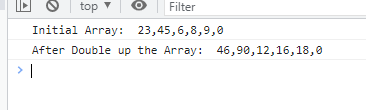 top
Filter
Initial Array:  23,45,6,8,9,0
After Double up the Array:  46,90,12,16,18,0
>